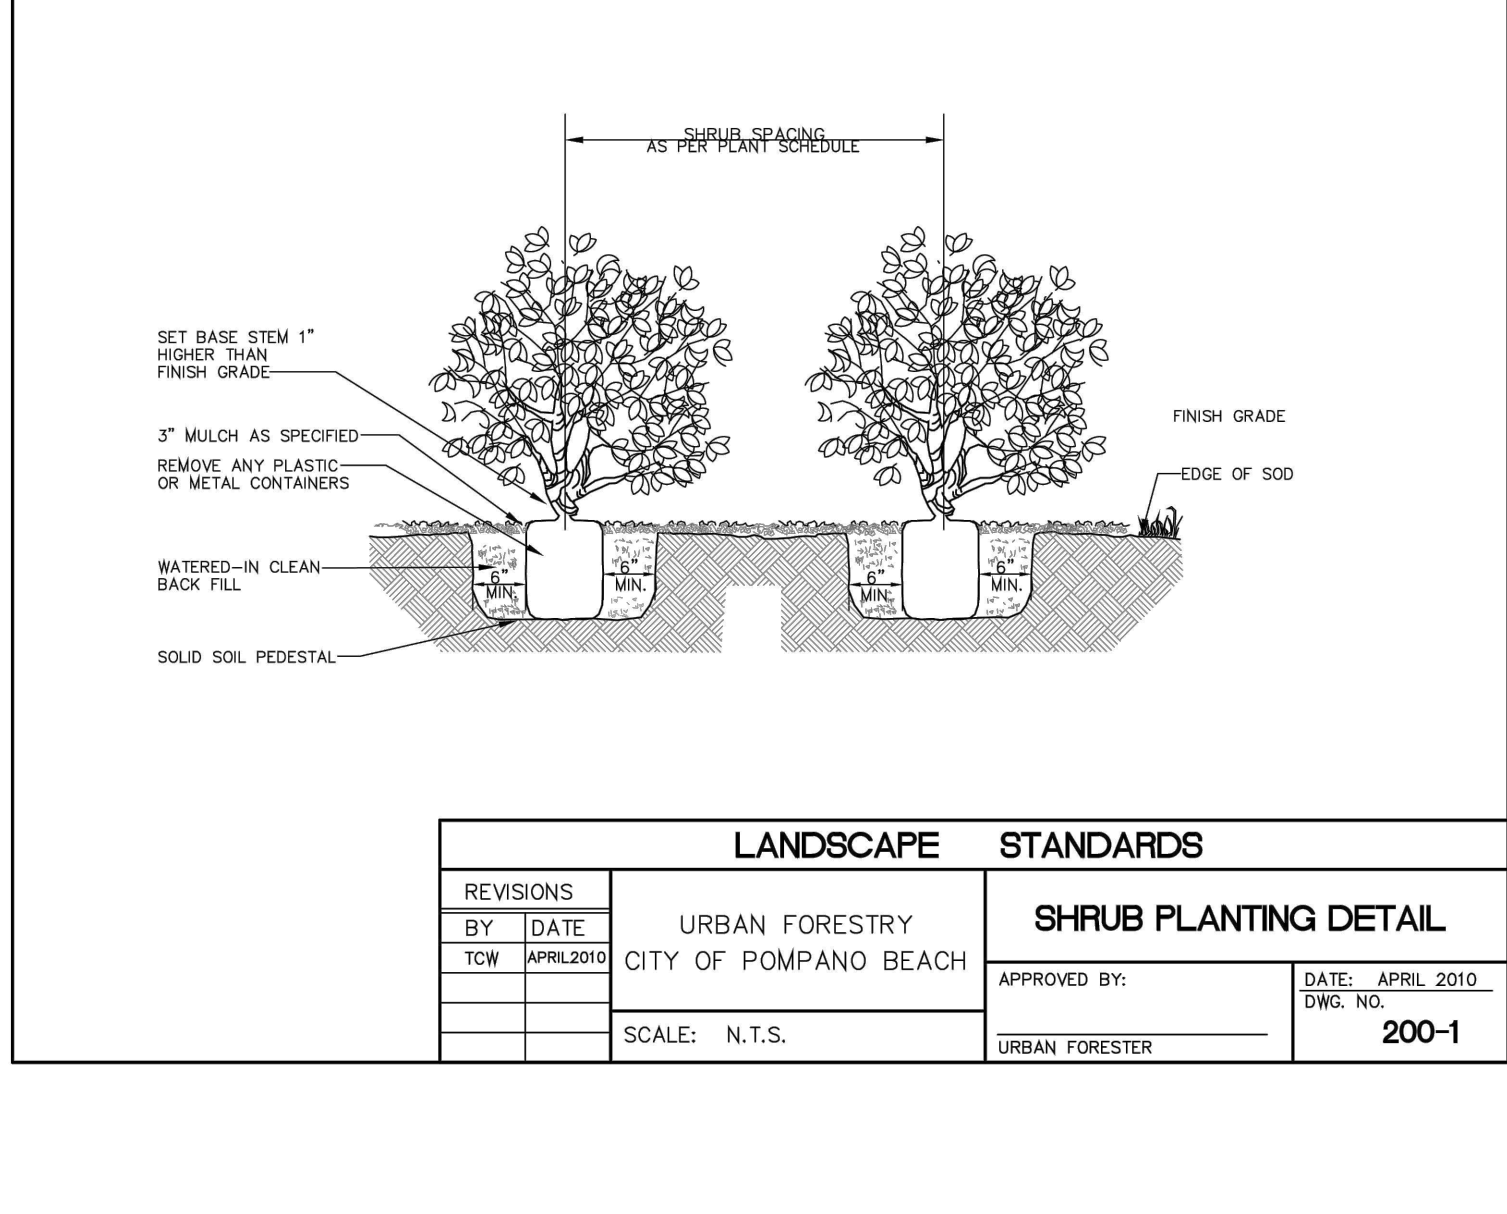 SHRUB SPACING
AS PER PLANT SCHEDULE
SET BASE STEM 1"
HIGHER THAN
FINISH GRADE
3" MULCH AS SPECIFIED
REMOVE ANY PLASTIC
OR METAL CONTAINERS
WATERED-IN CLEAN
BACK FILL
SOLID SOIL PEDESTAL
6"
MIN.
6"
MIN.
6"
MIN.
6"
MIN.
FINISH GRADE
EDGE OF SOD
LANDSCAPE STANDARDS
REVISIONS
BY DATE
TCW APRIL2010
URBAN FORESTRY
CITY OF POMPANO BEACH
SCALE: N.T.S.
SHRUB PLANTING DETAIL
APPROVED BY:
URBAN FORESTER
DATE: APRIL 2010
DWG. NO.
200-1